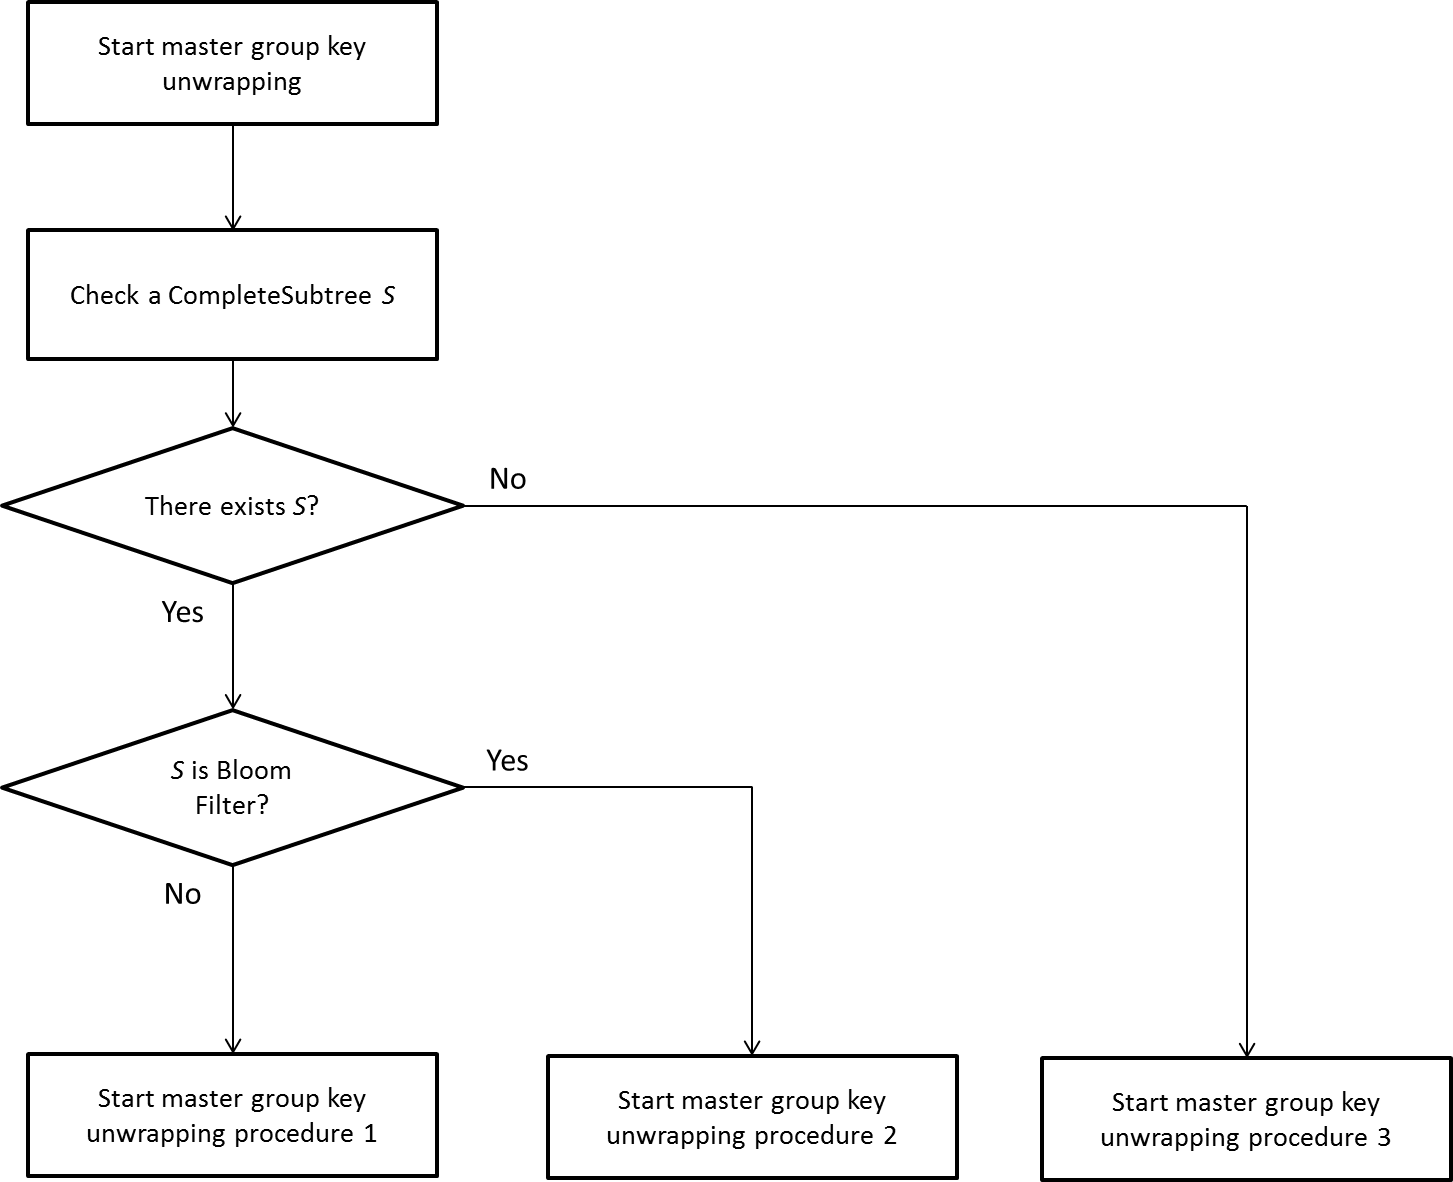 Start master group key
unwrapping
Check a CompleteSubtree S
There exists S?
No
Yes
S is Bloom
Filter?
Yes
No
Start master group key
unwrapping procedure 1
Start master group key
unwrapping procedure 2
Start master group key
unwrapping procedure 3